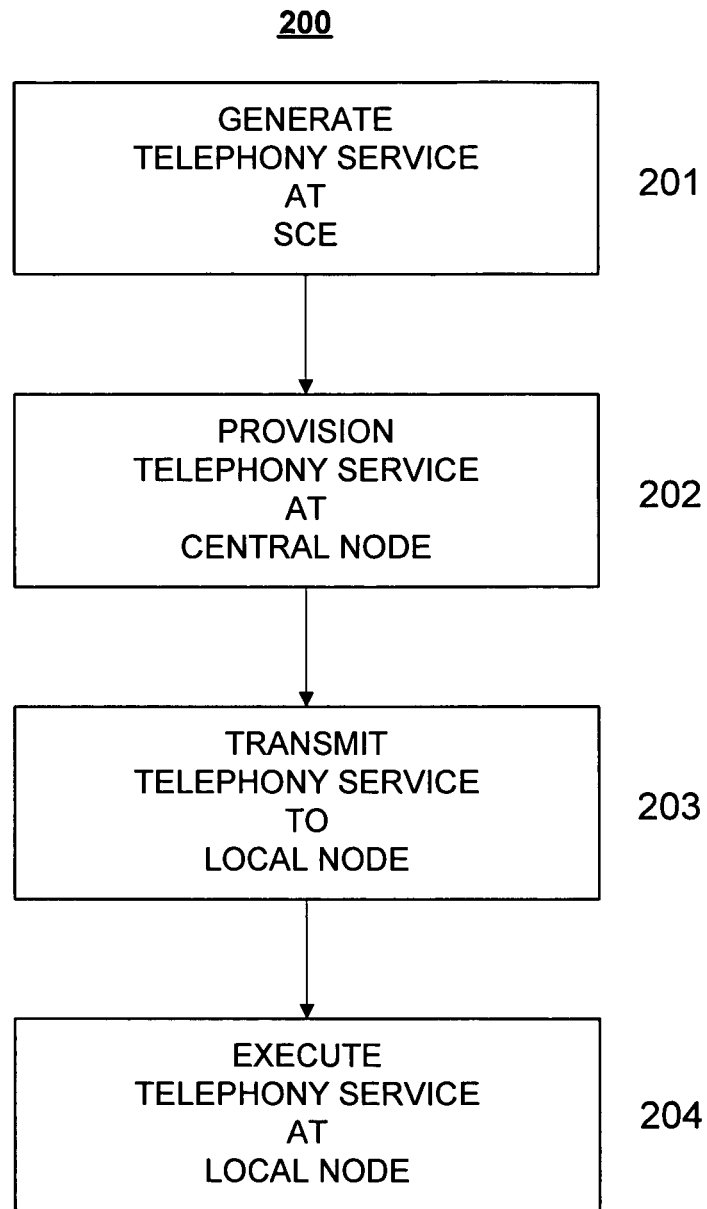 200
GENERATE
TELEPHONY SERVICE
AT
SCE
201
PROVISION
TELEPHONY SERVICE
AT
CENTRAL NODE
202
TRANSMIT
TELEPHONY SERVICE
TO
LOCAL NODE
203
EXECUTE
TELEPHONY SERVICE
AT
LOCAL NODE
204